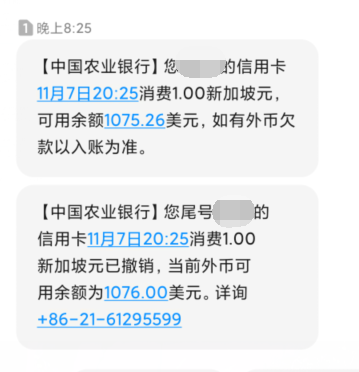 1 晚上8:25
【中国农业银行】您的信用卡
11月7日20:25消费1.00新加坡元，
可用余额1075.26美元，如有外币欠
款以入账为准。
【中国农业银行】您尾号的
信用卡11月7日20:25消费1.00
新加坡元已撤销，当前外币可
用余额为1076.00美元。详询
+86-21-61295599